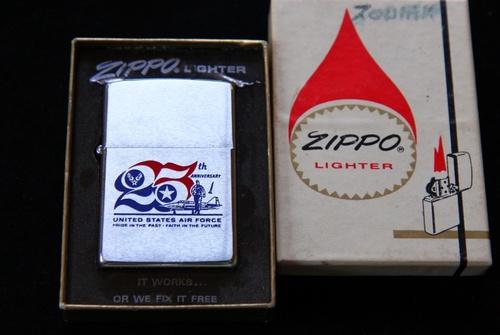 ZIPPO® LIGHTER
25th
ANNIVERSARY
UNITED STATES AIR FORCE
PRIDE IN THE PAST - FAITH IN THE FUTURE
IT WORKS...
OR WE FIX IT FREE
ZIPPO®
LIGHTER